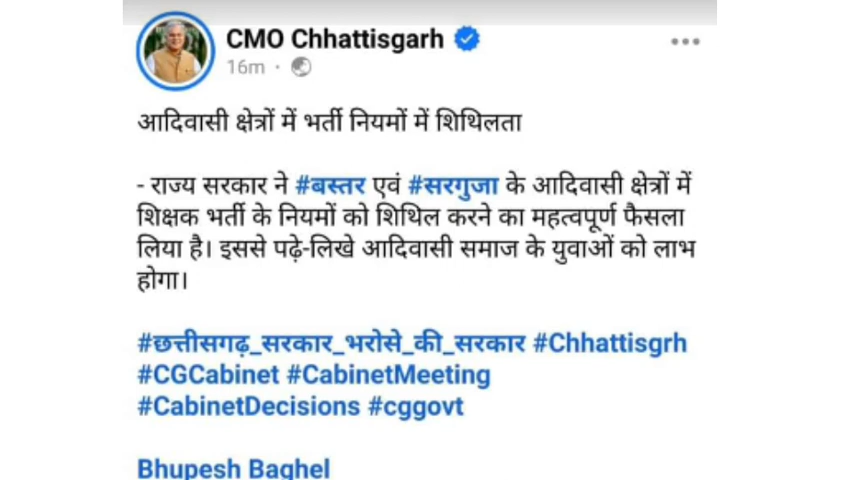 CMO Chhattisgarh
16m ·
आदिवासी क्षेत्रों में भर्ती नियमों में शिथिलता
- राज्य सरकार ने #बस्तर एवं #सरगुजा के आदिवासी क्षेत्रों में
शिक्षक भर्ती के नियमों को शिथिल करने का महत्वपूर्ण फैसला
लिया है। इससे पढ़े-लिखे आदिवासी समाज के युवाओं को लाभ
होगा।
#छत्तीसगढ़_सरकार_भरोसे_की_सरकार #Chhattisgrh
#CGCabinet #CabinetMeeting
#CabinetDecisions #cggovt
Bhupesh Baghel